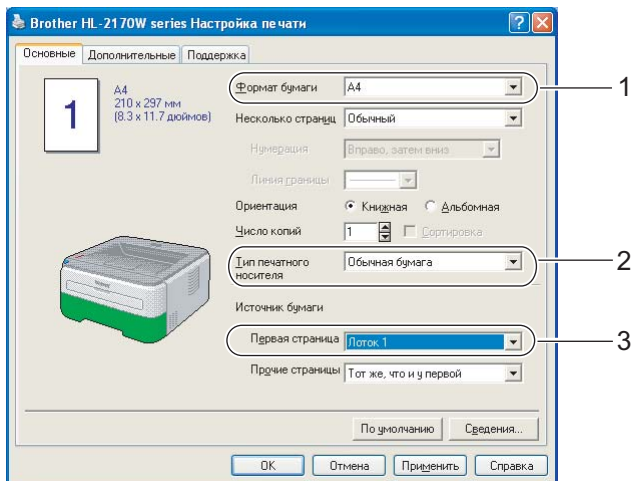 Brother HL-2170W series Настройка печати
Основные Дополнительные Поддержка
1
A4
210 x 297 мм
(8.3 x 11.7 дюймов)
Формат бумаги A4
1
Несколько страниц Обычный
Нумерация Вправо, затем вниз
Линия границы
Ориентация Книжная Альбомная
Число копий 1 Сортировка
Тип печатного носителя Обычная бумага
2
Источник бумаги
Первая страница Лоток 1
3
Прочие страницы Тот же, что и у первой
По умолчанию Сведения...
OK Отмена Применить Справка